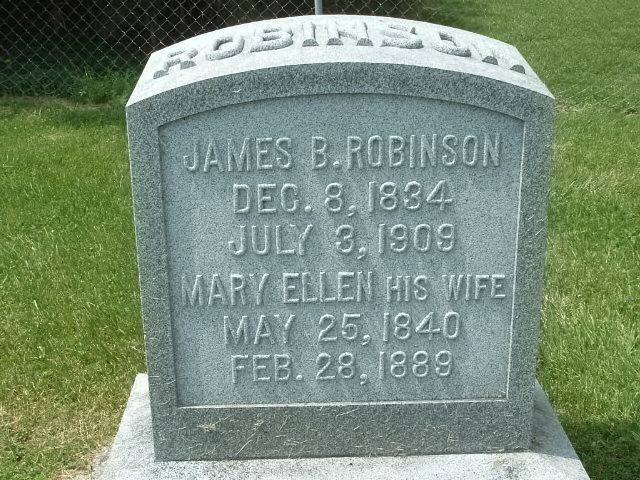 ROBINSON
JAMES B. ROBINSON
DEC. 8, 1834
JULY 3, 1909
MARY ELLEN HIS WIFE
MAY 25, 1840
FEB. 28, 1889